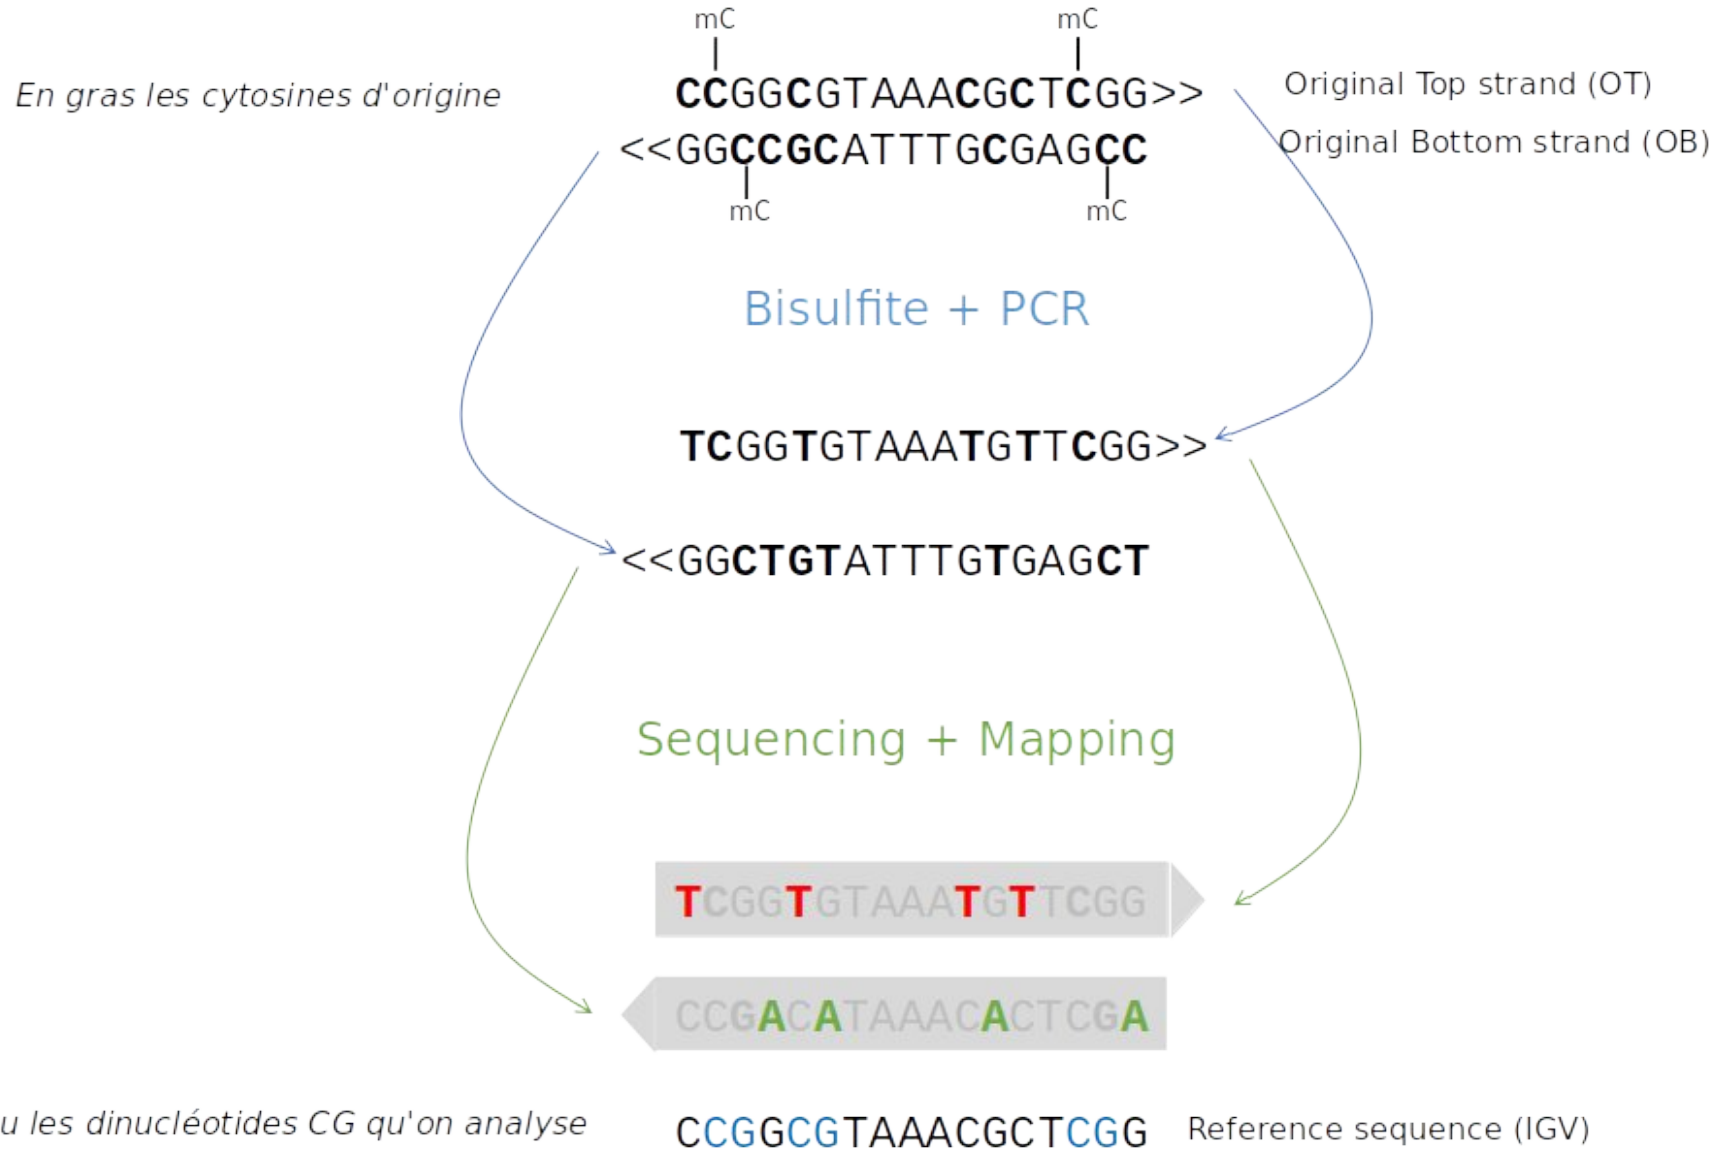 mC mC
En gras les cytosines d'origine CCGGCGTAAACGCTCGG>> Original Top strand (OT)
<<GGCCGCATTTGCGAGCC Original Bottom strand (OB)
mC mC
Bisulfite + PCR
TCGGTGTAAATGTTCGG>>
<<GGCTGTATTTGTGAGCT
Sequencing + Mapping
TCGGTGTAAATGTTCGG
CCGACATAAACACTCGA
u les dinucléotides CG qu'on analyse CCGGCGTAAACGCTCGG Reference sequence (IGV)